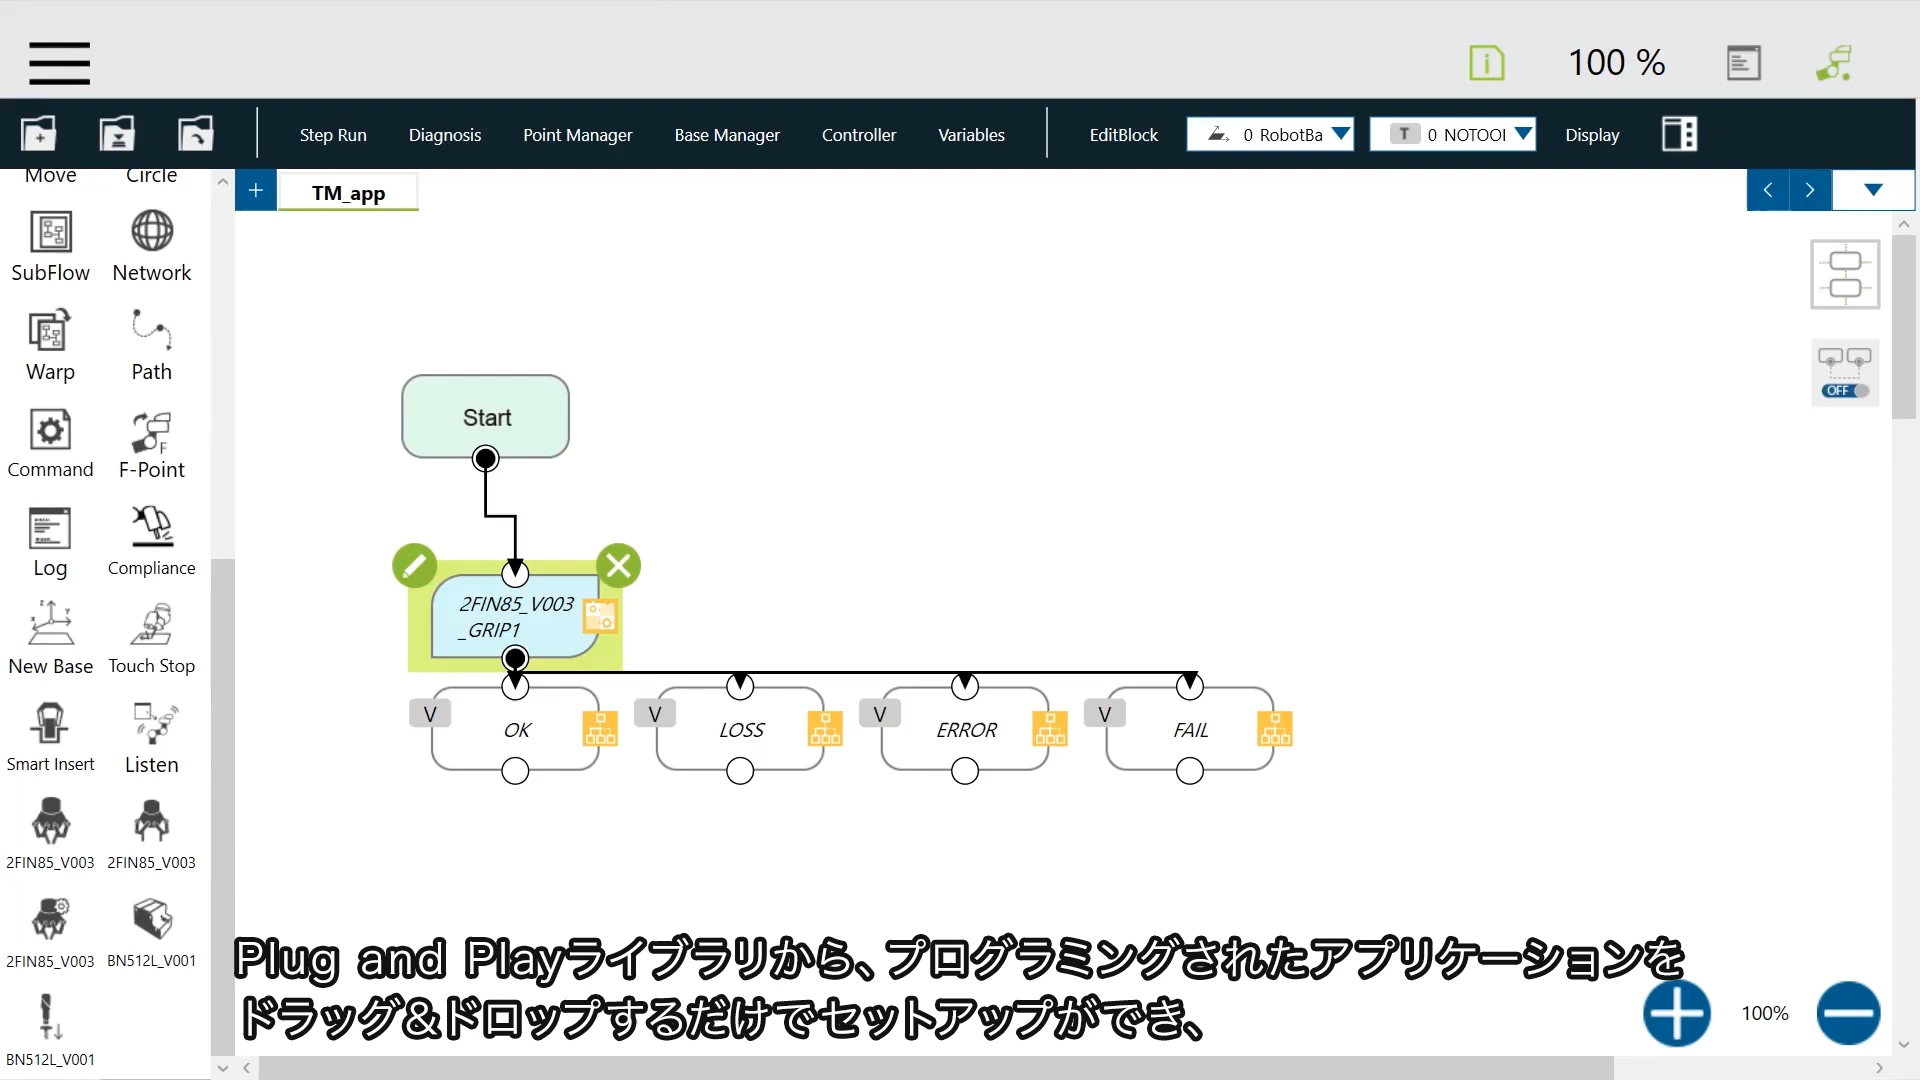 100 %
Step Run
Diagnosis
Point Manager
Base Manager
Controller
Variables
EditBlock
0 RobotBa
T 0 NOTOOI
Display
Move
Circle
+
TM_app
SubFlow
Network
Warp
Path
OFF
Start
Command
F-Point
Log
Compliance
2FIN85_V003
_GRIP1
New Base
Touch Stop
V
OK
V
LOSS
V
ERROR
V
FAIL
Smart Insert
Listen
2FIN85_V003
2FIN85_V003
2FIN85_V003
BN512L_V001
Plug and Playライブラリから、プログラミングされたアプリケーションを
ドラッグ&ドロップするだけでセットアップができ、
100%
BN512L_V001